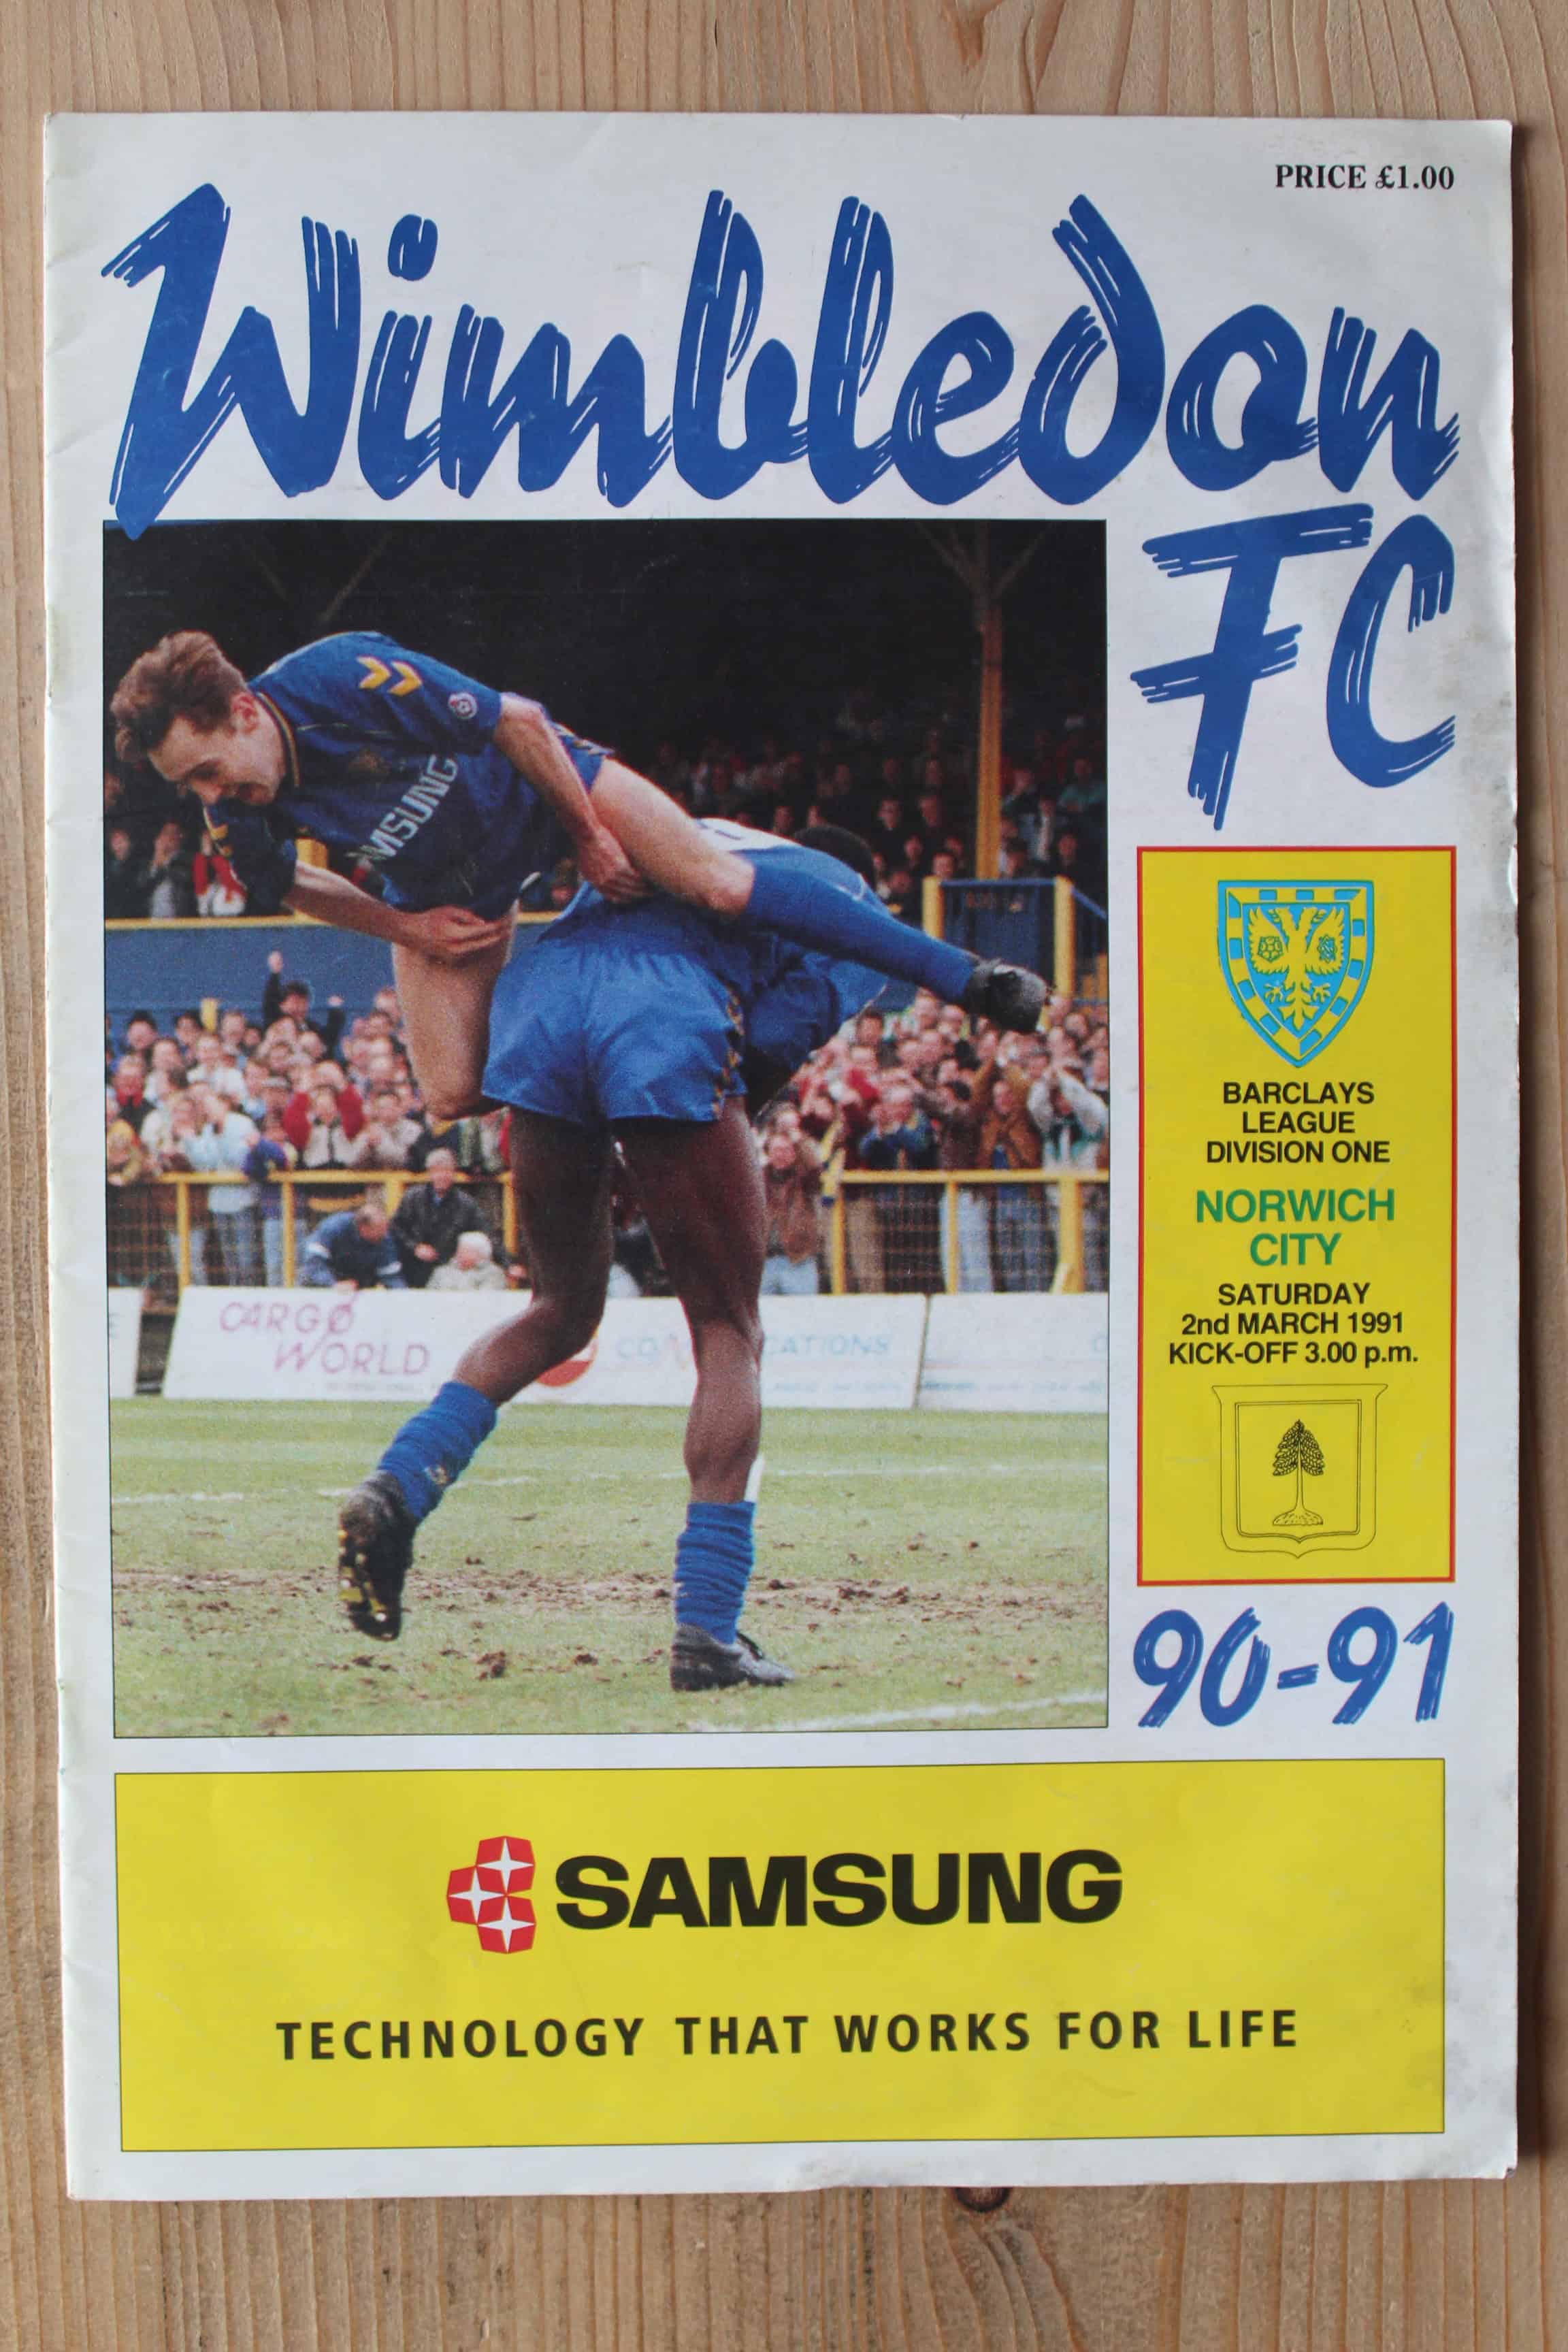 PRICE £1.00
Wimbledon
FC
AMSUNG
BARCLAYS
LEAGUE
DIVISION ONE
NORWICH
CITY
SATURDAY
2nd MARCH 1991
KICK-OFF 3.00 p.m.
CARGO
WORLD
90-91
SAMSUNG
TECHNOLOGY THAT WORKS FOR LIFE